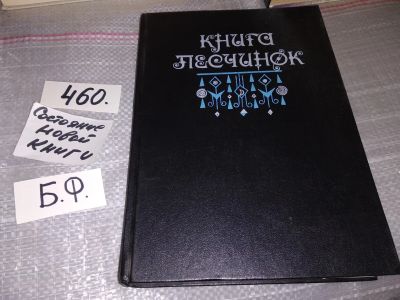 КНИГА
ПЕСЧИНОК
460.
Состояние
новой
книги
Б.Ф.